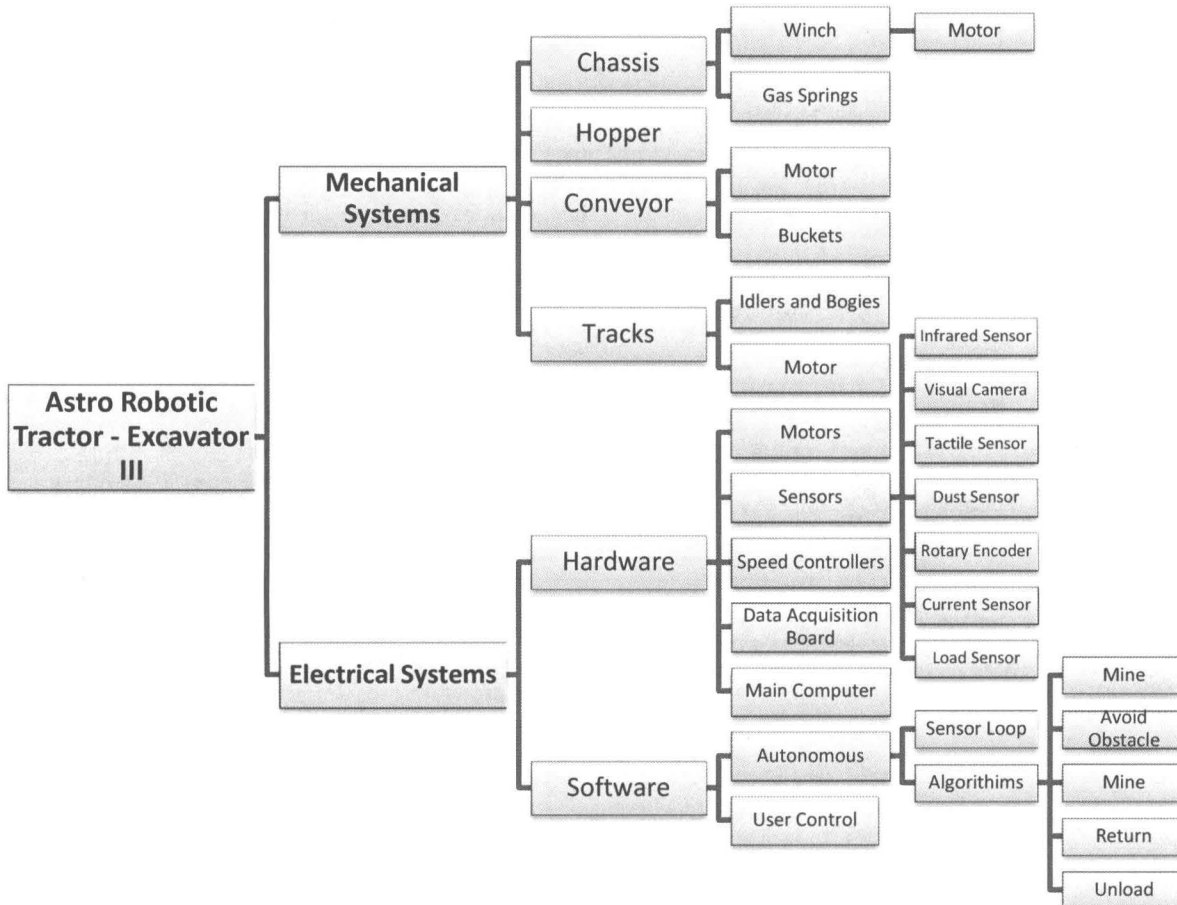 Winch
Motor
Chassis
Gas Springs
Hopper
Mechanical
Systems
Motor
Conveyor
Buckets
Idlers and Bogies
Tracks
Infrared Sensor
Motor
Visual Camera
Astro Robotic
Tractor - Excavator
III
Motors
Tactile Sensor
Sensors
Dust Sensor
Hardware
Speed Controllers
Rotary Encoder
Data Acquisition
Board
Current Sensor
Electrical Systems
Main Computer
Load Sensor
Mine
Sensor Loop
Avoid
Obstacle
Autonomous
Software
Algorithims
Mine
User Control
Return
Unload